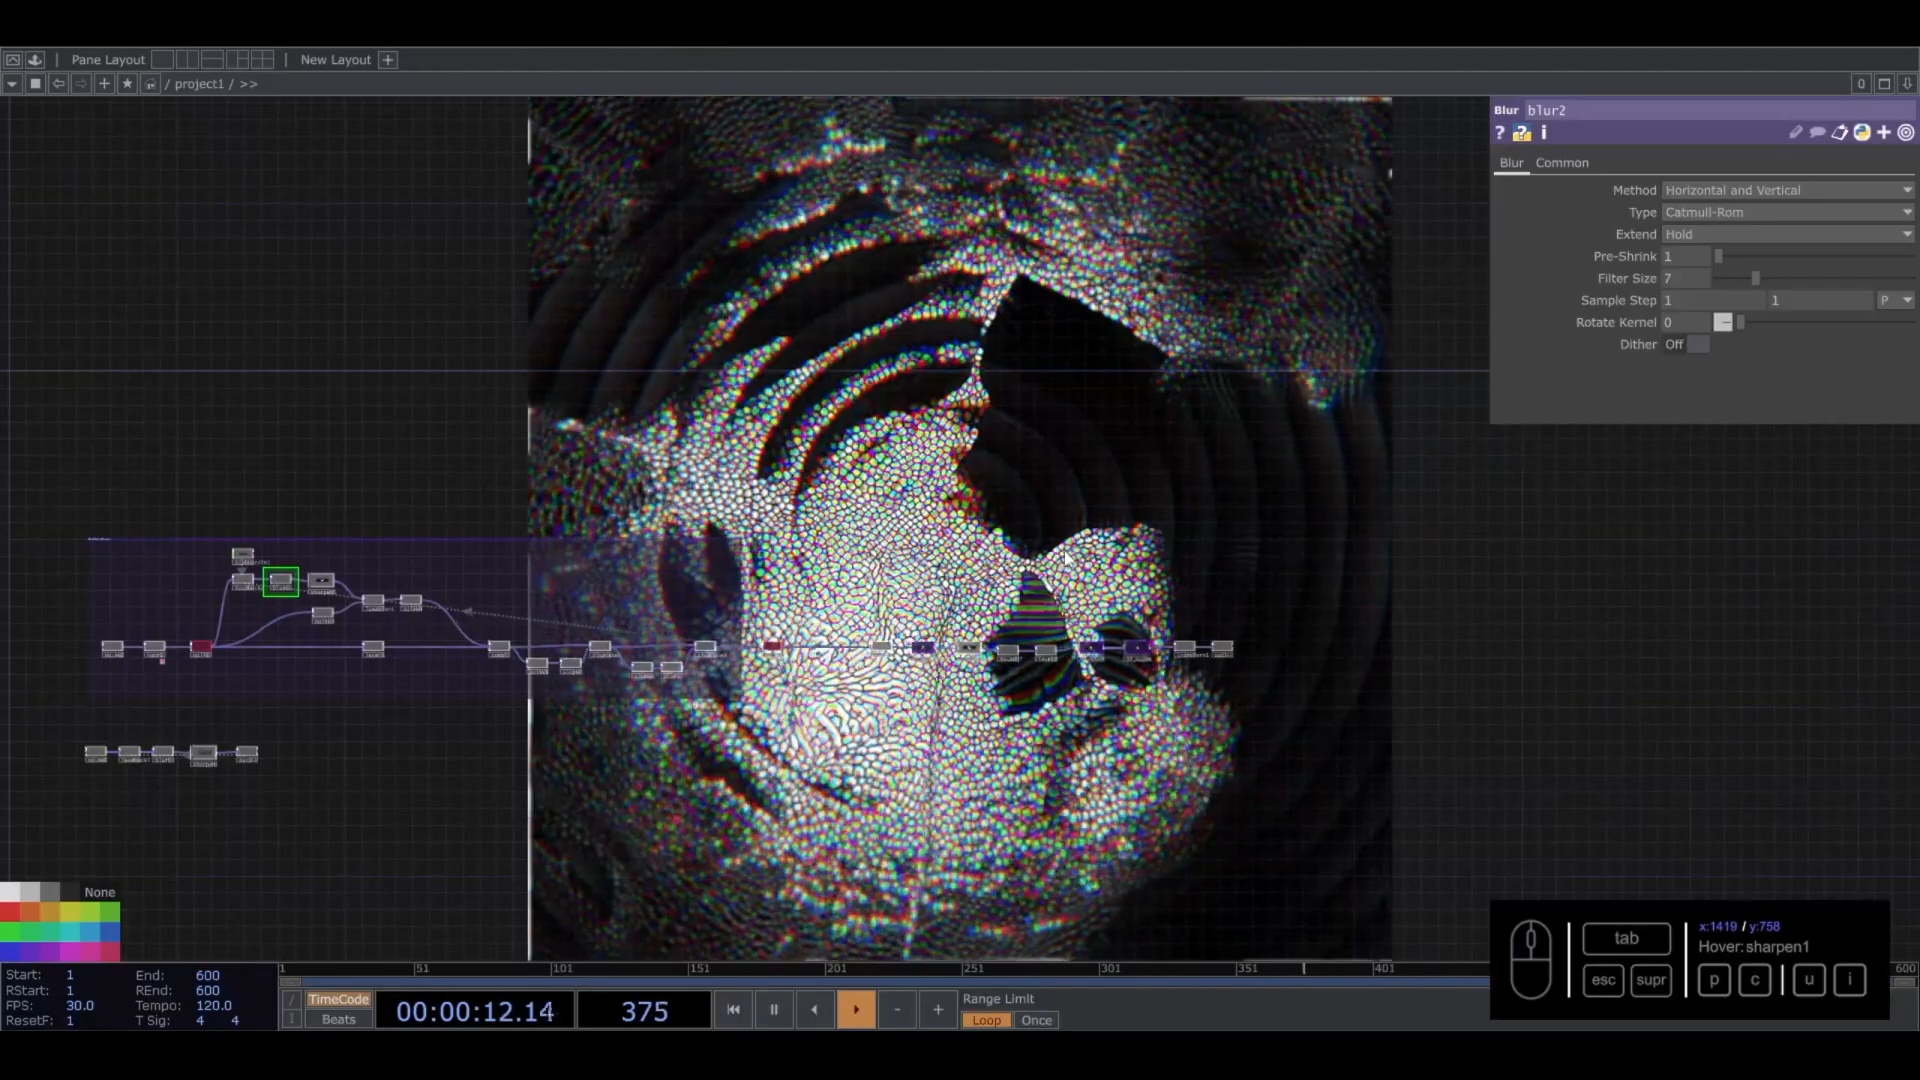 Pane Layout
New Layout
/ project1 / >>
0
Blur blur2
? ? i
Blur Common
Method Horizontal and Vertical
Type Catmull-Rom
Extend Hold
Pre-Shrink 1
Filter Size 7
Sample Step 1 1 P
Rotate Kernel 0
Dither Off
None
Start: 1 End: 600
RStart: 1 REnd: 600
FPS: 30.0 Tempo: 120.0
ResetF: 1 T Sig: 4 4
1 51 101 151 201 251 301 351 401 600
TimeCode
Beats
00:00:12.14
375
Range Limit
Loop Once
tab
esc supr
x:1419 / y:758
Hover: sharpen1
p c u i